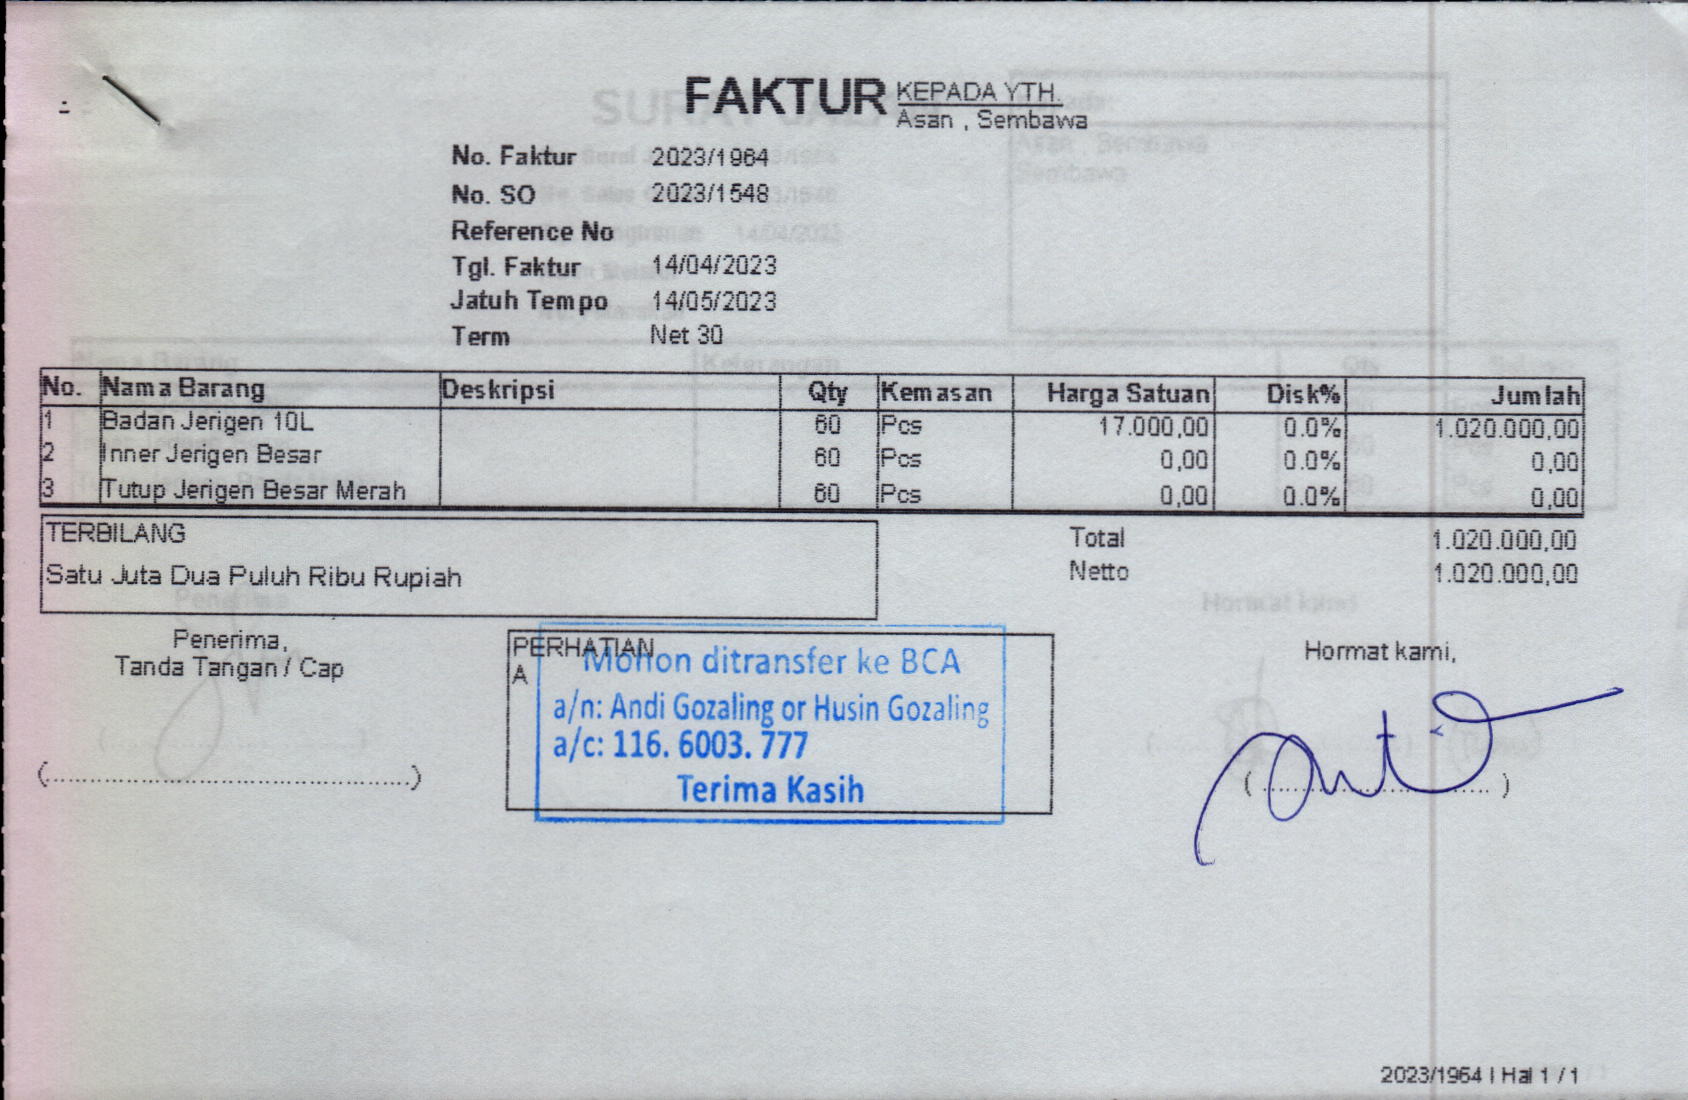 FAKTUR
KEPADA YTH.
Asan , Sembawa
No. Faktur 2023/1964
No. SO 2023/1548
Reference No
Tgl. Faktur 14/04/2023
Jatuh Tempo 14/05/2023
Term Net 30
No. Nama Barang Deskripsi Qty Kemasan Harga Satuan Disk% Jumlah
1 Badan Jerigen 10L 60 Pcs 17.000,00 0.0% 1.020.000,00
2 Inner Jerigen Besar 60 Pcs 0,00 0.0% 0,00
3 Tutup Jerigen Besar Merah 60 Pcs 0,00 0.0% 0,00
TERBILANG
Satu Juta Dua Puluh Ribu Rupiah
Total 1.020.000,00
Netto 1.020.000,00
Penerima,
Tanda Tangan / Cap
(........................................)
PERHATIAN
A
Mohon ditransfer ke BCA
a/n: Andi Gozaling or Husin Gozaling
a/c: 116. 6003. 777
Terima Kasih
Hormat kami,
(............................)
2023/1964 | Hal 1 / 1